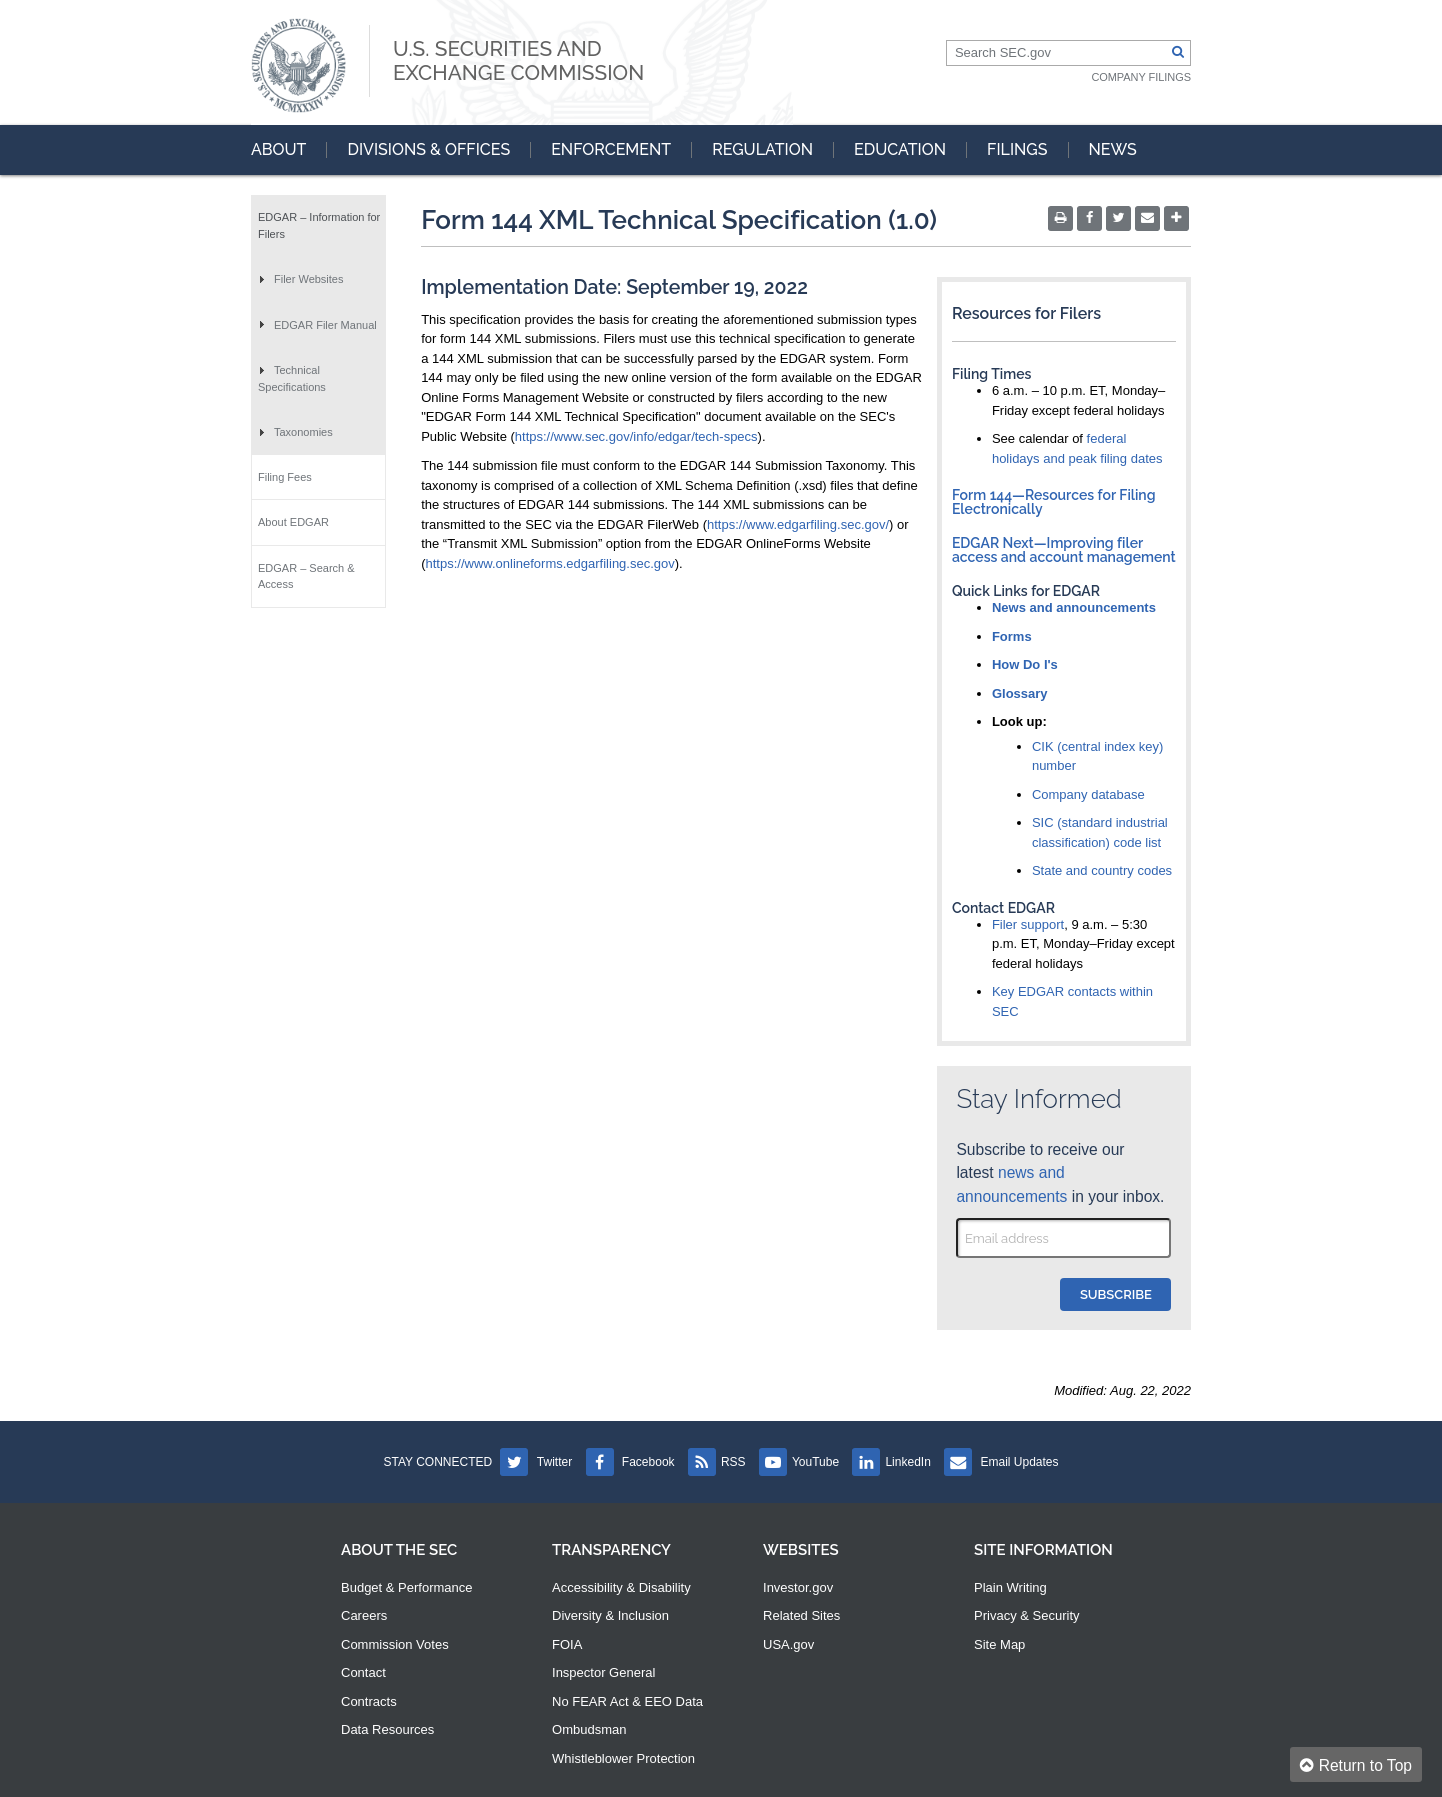 U.S. SECURITIES AND
EXCHANGE COMMISSION
Search SEC.gov
COMPANY FILINGS
ABOUT
DIVISIONS & OFFICES
ENFORCEMENT
REGULATION
EDUCATION
FILINGS
NEWS
EDGAR – Information for
Filers
Filer Websites
EDGAR Filer Manual
Technical
Specifications
Taxonomies
Filing Fees
About EDGAR
EDGAR – Search &
Access
Form 144 XML Technical Specification (1.0)
Implementation Date: September 19, 2022
This specification provides the basis for creating the aforementioned submission types
for form 144 XML submissions. Filers must use this technical specification to generate
a 144 XML submission that can be successfully parsed by the EDGAR system. Form
144 may only be filed using the new online version of the form available on the EDGAR
Online Forms Management Website or constructed by filers according to the new
"EDGAR Form 144 XML Technical Specification" document available on the SEC's
Public Website (https://www.sec.gov/info/edgar/tech-specs).
The 144 submission file must conform to the EDGAR 144 Submission Taxonomy. This
taxonomy is comprised of a collection of XML Schema Definition (.xsd) files that define
the structures of EDGAR 144 submissions. The 144 XML submissions can be
transmitted to the SEC via the EDGAR FilerWeb (https://www.edgarfiling.sec.gov/) or
the “Transmit XML Submission” option from the EDGAR OnlineForms Website
(https://www.onlineforms.edgarfiling.sec.gov).
Resources for Filers
Filing Times
6 a.m. – 10 p.m. ET, Monday–
Friday except federal holidays
See calendar of federal
holidays and peak filing dates
Form 144—Resources for Filing
Electronically
EDGAR Next—Improving filer
access and account management
Quick Links for EDGAR
News and announcements
Forms
How Do I's
Glossary
Look up:
CIK (central index key)
number
Company database
SIC (standard industrial
classification) code list
State and country codes
Contact EDGAR
Filer support, 9 a.m. – 5:30
p.m. ET, Monday–Friday except
federal holidays
Key EDGAR contacts within
SEC
Stay Informed
Subscribe to receive our
latest news and
announcements in your inbox.
Email address
SUBSCRIBE
Modified: Aug. 22, 2022
STAY CONNECTED
Twitter
Facebook
RSS
YouTube
LinkedIn
Email Updates
ABOUT THE SEC
Budget & Performance
Careers
Commission Votes
Contact
Contracts
Data Resources
TRANSPARENCY
Accessibility & Disability
Diversity & Inclusion
FOIA
Inspector General
No FEAR Act & EEO Data
Ombudsman
Whistleblower Protection
WEBSITES
Investor.gov
Related Sites
USA.gov
SITE INFORMATION
Plain Writing
Privacy & Security
Site Map
Return to Top
U.S. SECURITIES AND EXCHANGE COMMISSION
MCMXXXIV